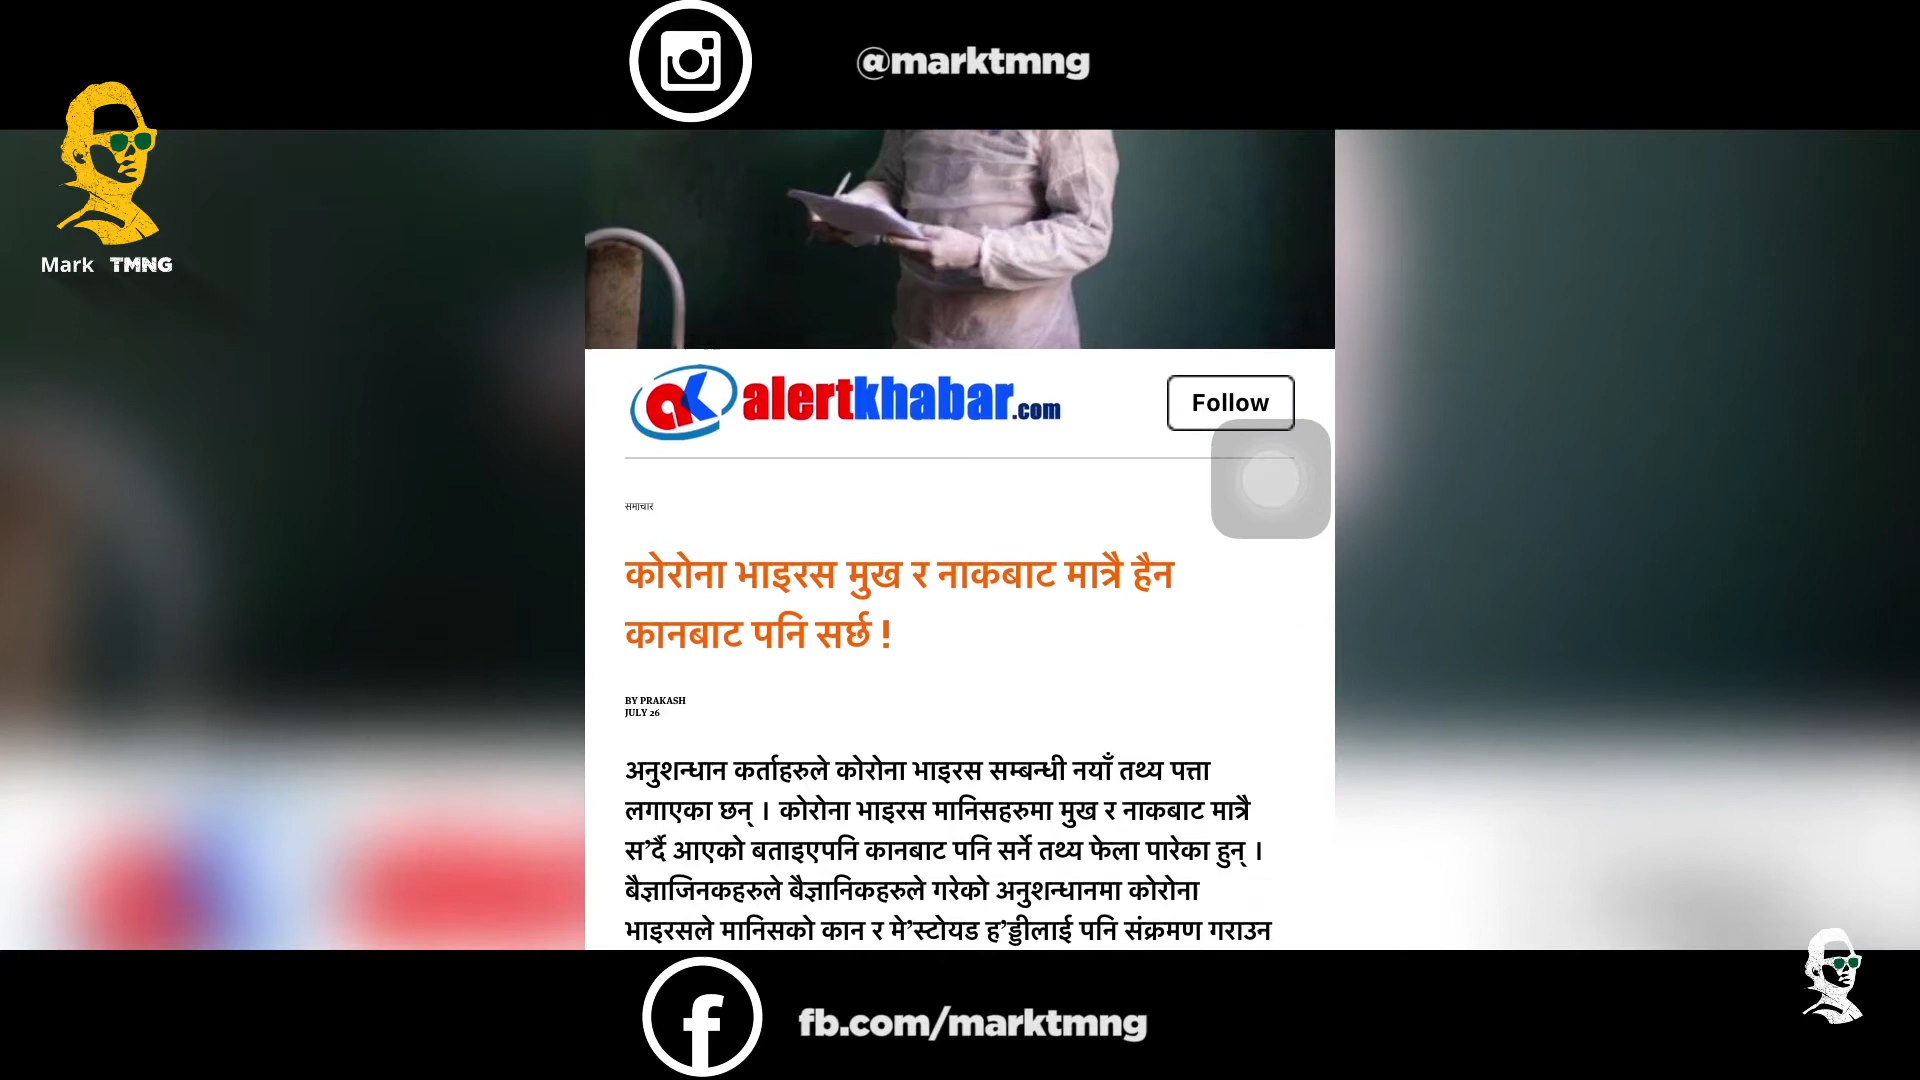 @marktmng
Mark TMNG
alertkhabar.com
Follow
समाचार
कोरोना भाइरस मुख र नाकबाट मात्रै हैन
कानबाट पनि सर्छ !
BY PRAKASH
JULY 26
अनुशन्धान कर्ताहरुले कोरोना भाइरस सम्बन्धी नयाँ तथ्य पत्ता
लगाएका छन् । कोरोना भाइरस मानिसहरुमा मुख र नाकबाट मात्रै
स’र्दै आएको बताइएपनि कानबाट पनि सर्ने तथ्य फेला पारेका हुन् ।
बैज्ञाजिनकहरुले बैज्ञानिकहरुले गरेको अनुशन्धानमा कोरोना
भाइरसले मानिसको कान र मे’स्टोयड ह’ड्डीलाई पनि संक्रमण गराउन
fb.com/marktmng